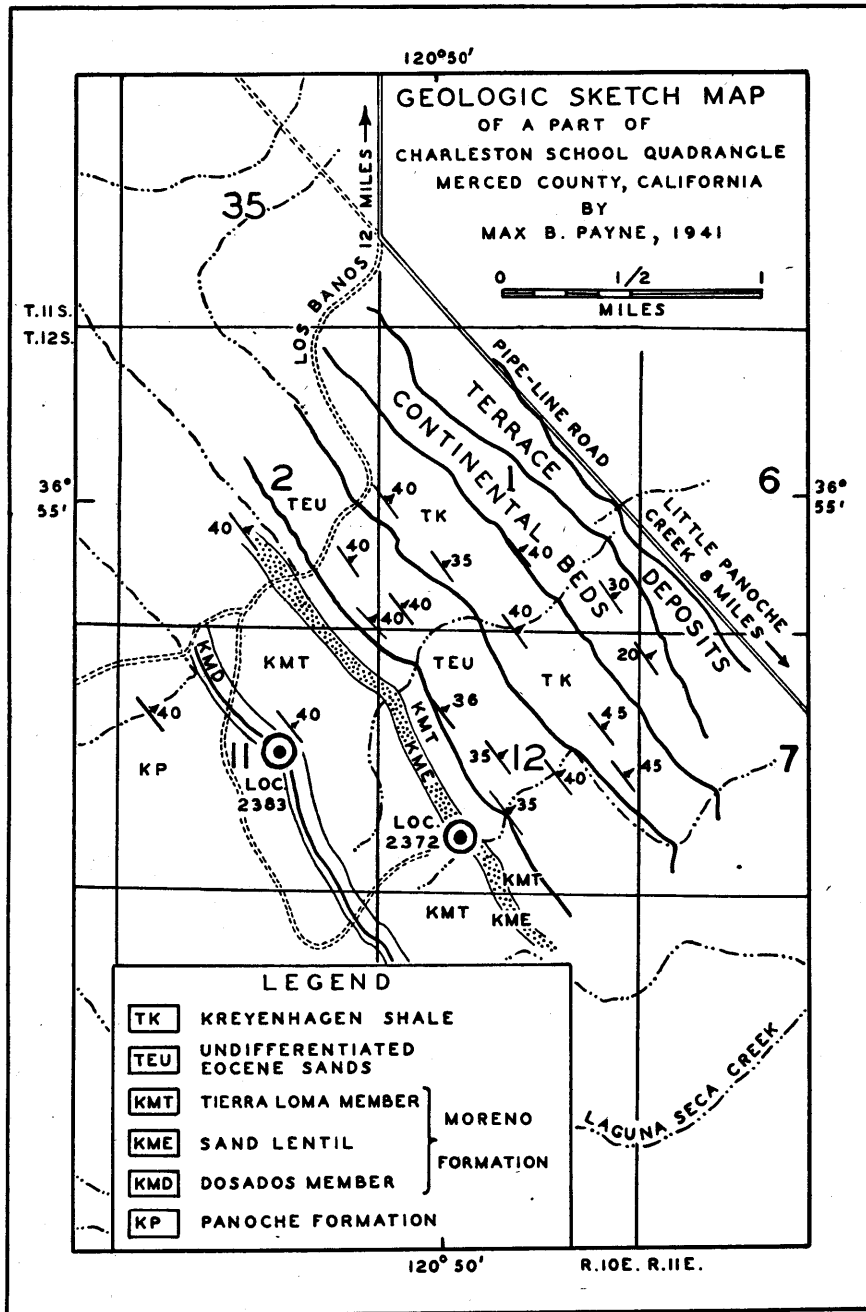 120°50'
GEOLOGIC SKETCH MAP
OF A PART OF
CHARLESTON SCHOOL QUADRANGLE
MERCED COUNTY, CALIFORNIA
BY
MAX B. PAYNE, 1941
0 1/2 1
MILES
LOS BANOS 12 MILES
35
T.11S.
T.12S.
PIPE-LINE ROAD
TERRACE
DEPOSITS
CONTINENTAL
BEDS
1
6
2
TEU
36°
55'
36°
55'
40
TK
40
40
35
40
LITTLE PANOCHE
CREEK 8 MILES
30
40
40
40
20
KMD
KMT
TEU
TK
40
40
36
KMT
45
KP
11
KME
35
12
40
45
7
LOC.
2383
LOC.
2372
35
KMT
KMT
KME
LEGEND
TK KREYENHAGEN SHALE
TEU UNDIFFERENTIATED
EOCENE SANDS
KMT TIERRA LOMA MEMBER
KME SAND LENTIL
KMD DOSADOS MEMBER
MORENO
FORMATION
KP PANOCHE FORMATION
LAGUNA SECA CREEK
120° 50'
R.10E. R.11E.